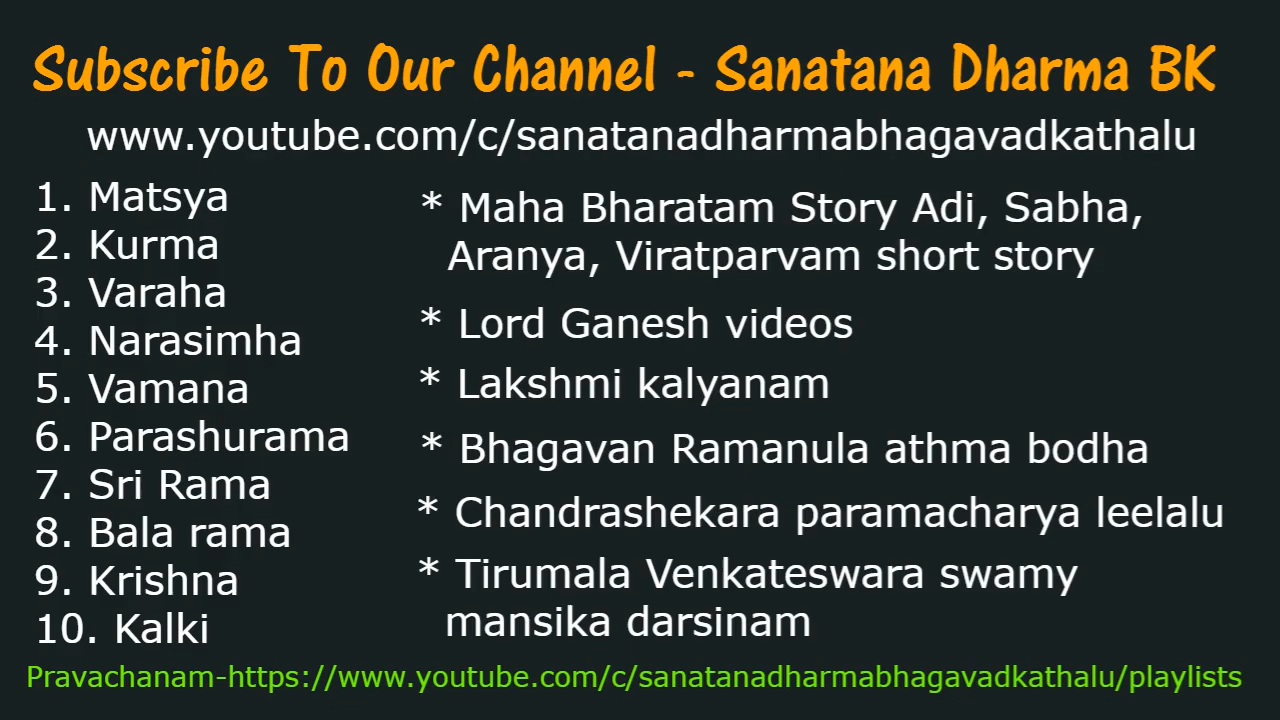 Subscribe To Our Channel - Sanatana Dharma BK
www.youtube.com/c/sanatanadharmabhagavadkathalu
1. Matsya
2. Kurma
3. Varaha
4. Narasimha
5. Vamana
6. Parashurama
7. Sri Rama
8. Bala rama
9. Krishna
10. Kalki
* Maha Bharatam Story Adi, Sabha,
Aranya, Viratparvam short story
* Lord Ganesh videos
* Lakshmi kalyanam
* Bhagavan Ramanula athma bodha
* Chandrashekara paramacharya leelalu
* Tirumala Venkateswara swamy
mansika darsinam
Pravachanam-https://www.youtube.com/c/sanatanadharmabhagavadkathalu/playlists